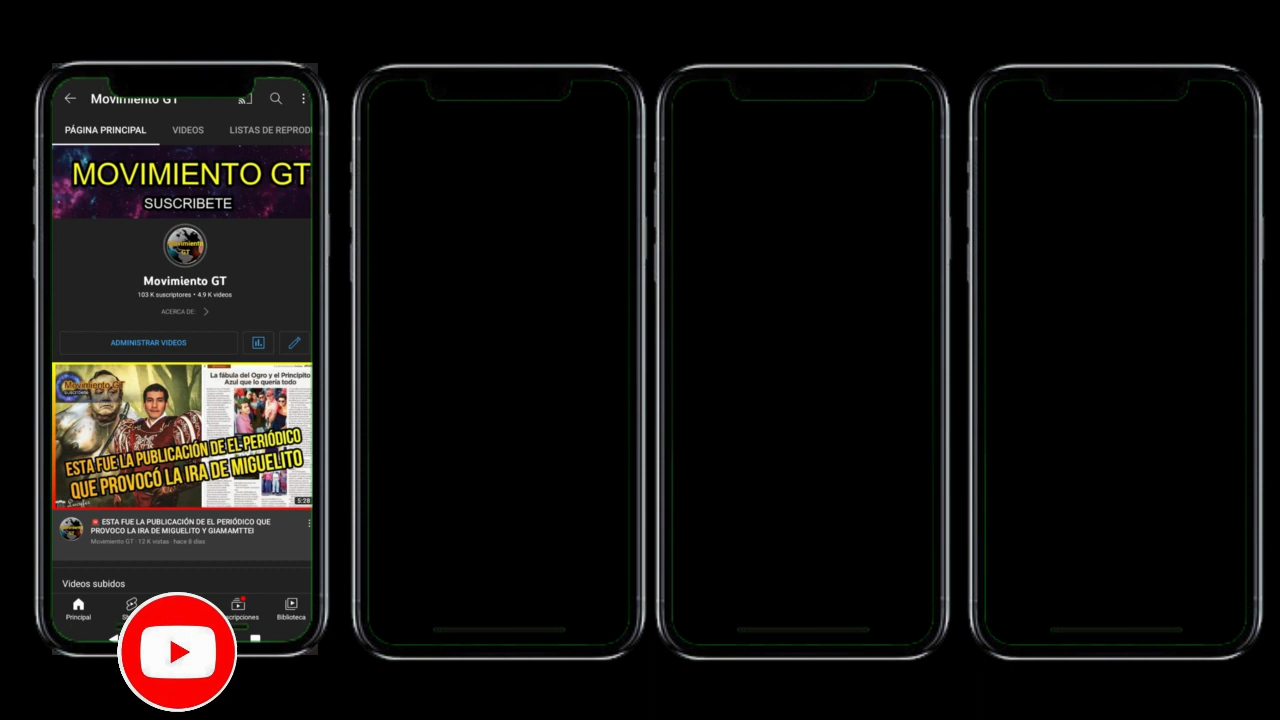 Movimiento GT
PÁGINA PRINCIPAL VIDEOS LISTAS DE REPROD
MOVIMIENTO GT
SUSCRIBETE
Movimiento GT
Movimiento GT
103 K suscriptores • 4.9 K videos
ACERCA DE:
ADMINISTRAR VIDEOS
Movimiento GT
SUSCRIBETE
La fábula del Ogro y el Principito
Azul que lo quería todo
ESTA FUE LA PUBLICACIÓN DE EL PERIÓDICO
QUE PROVOCÓ LA IRA DE MIGUELITO
5:28
ESTA FUE LA PUBLICACIÓN DE EL PERIÓDICO QUE
PROVOCO LA IRA DE MIGUELITO Y GIAMAMTTEI
Movimiento GT · 12 K vistas · hace 8 días
Videos subidos
Principal Biblioteca